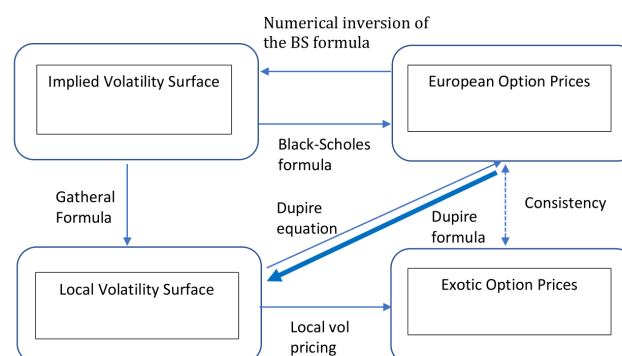 Numerical inversion of
the BS formula
Implied Volatility Surface
European Option Prices
Black-Scholes
formula
Gatheral
Formula
Dupire
equation
Dupire
formula
Consistency
Local Volatility Surface
Exotic Option Prices
Local vol
pricing